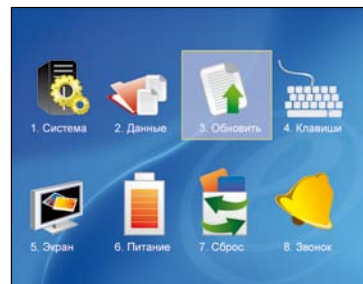 1. Система 2. Данные 3. Обновить 4. Клавиши
5. Экран 6. Питание 7. Сброс 8. Звонок